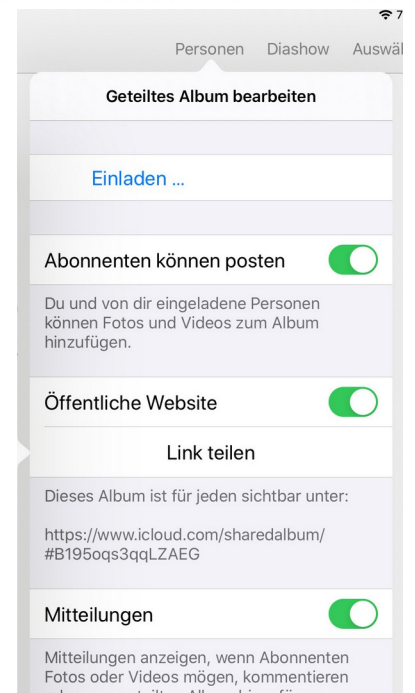 7
Personen Diashow Auswäl
Geteiltes Album bearbeiten
Einladen ...
Abonnenten können posten
Du und von dir eingeladene Personen
können Fotos und Videos zum Album
hinzufügen.
Öffentliche Website
Link teilen
Dieses Album ist für jeden sichtbar unter:
https://www.icloud.com/sharedalbum/
#B195oqs3qqLZAEG
Mitteilungen
Mitteilungen anzeigen, wenn Abonnenten
Fotos oder Videos mögen, kommentieren